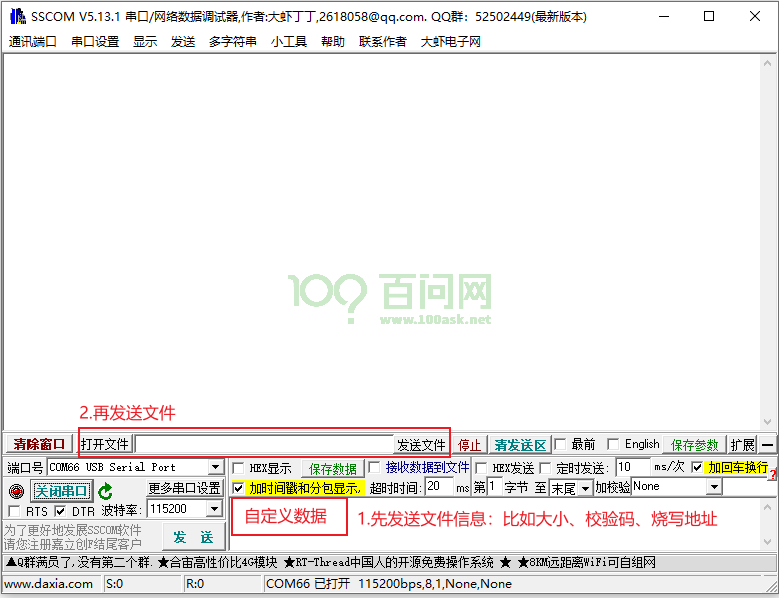 SSCOM V5.13.1 串口/网络数据调试器,作者:大虾丁丁,2618058@qq.com. QQ群：52502449(最新版本)
通讯端口 串口设置 显示 发送 多字符串 小工具 帮助 联系作者 大虾电子网
100? 百问网
www.100ask.net
2.再发送文件
清除窗口 打开文件 发送文件 停止 清发送区 最前 English 保存参数 扩展 —
端口号 COM66 USB Serial Port HEX显示 保存数据 接收数据到文件 HEX发送 定时发送: 10 ms/次 加回车换行 ?
关闭串口 更多串口设置 加时间戳和分包显示, 超时时间: 20 ms 第 1 字节 至 末尾 加校验 None
RTS DTR 波特率: 115200
自定义数据 1.先发送文件信息：比如大小、校验码、烧写地址
为了更好地发展SSCOM软件
请您注册嘉立创F结尾客户
发 送
▲Q群满员了,没有第二个群. ★合宙高性价比4G模块 ★RT-Thread中国人的开源免费操作系统 ★ ★8KM远距离WiFi可自组网
www.daxia.com S:0 R:0 COM66 已打开 115200bps,8,1,None,None